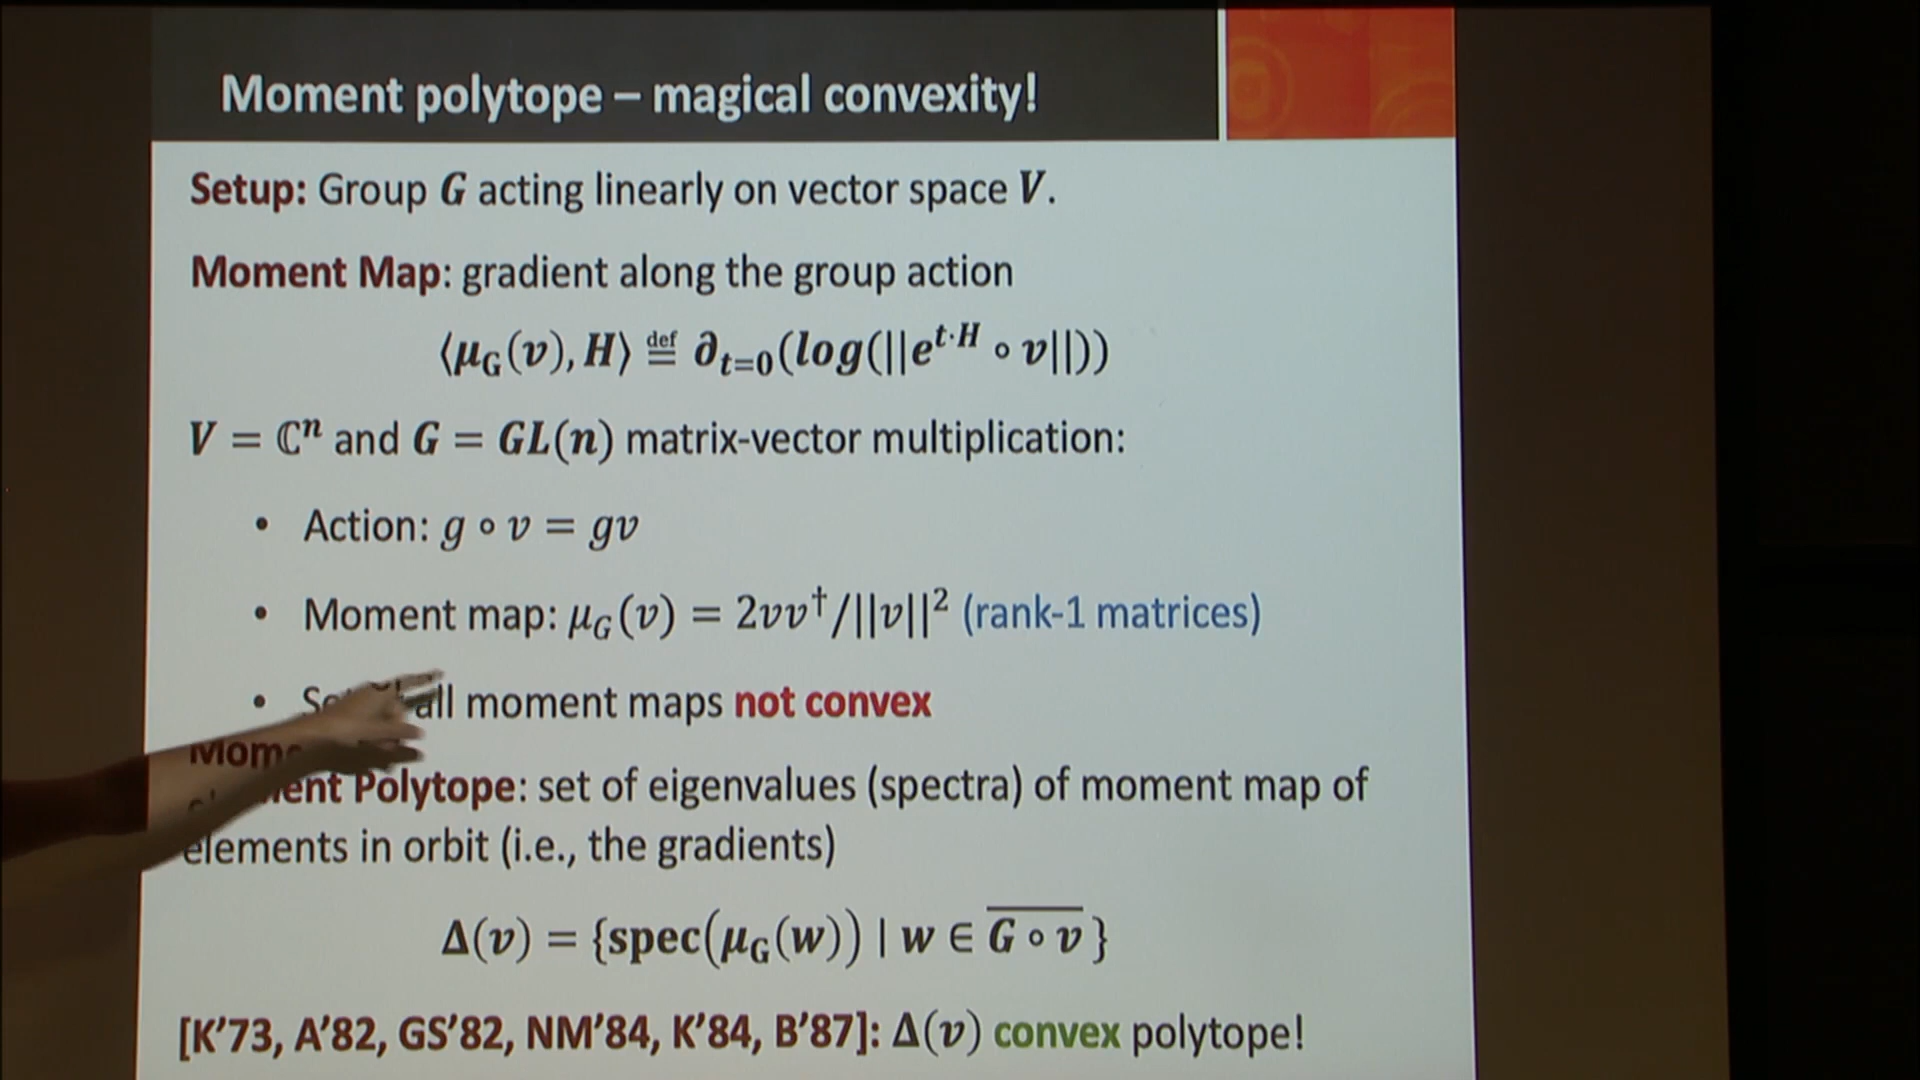 Moment polytope – magical convexity!
Setup: Group G acting linearly on vector space V.
Moment Map: gradient along the group action
⟨μ_G(v), H⟩ ≝ ∂_{t=0}(log(||e^{t·H} ∘ v||))
V = ℂⁿ and G = GL(n) matrix-vector multiplication:
• Action: g ∘ v = gv
• Moment map: μ_G(v) = 2vv†/||v||² (rank-1 matrices)
• all moment maps not convex
Polytope: set of eigenvalues (spectra) of moment map of
elements in orbit (i.e., the gradients)
Δ(v) = {spec(μ_G(w)) | w ∈ \overline{G ∘ v} }
[K’73, A’82, GS’82, NM’84, K’84, B’87]: Δ(v) convex polytope!